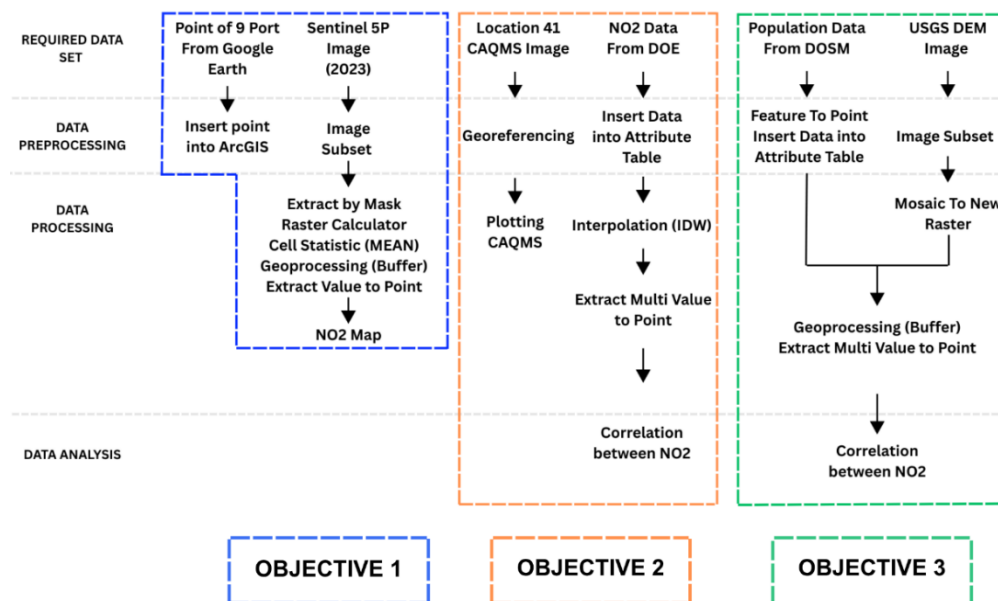 REQUIRED DATA
SET
Point of 9 Port
From Google
Earth
Sentinel 5P
Image
(2023)
Location 41
CAQMS Image
NO2 Data
From DOE
Population Data
From DOSM
USGS DEM
Image
DATA
PREPROCESSING
Insert point
into ArcGIS
Image
Subset
Georeferencing
Insert Data
into Attribute
Table
Feature To Point
Insert Data into
Attribute Table
Image Subset
DATA
PROCESSING
Extract by Mask
Raster Calculator
Cell Statistic (MEAN)
Geoprocessing (Buffer)
Extract Value to Point
NO2 Map
Plotting
CAQMS
Interpolation (IDW)
Extract Multi Value
to Point
Mosaic To New
Raster
Geoprocessing (Buffer)
Extract Multi Value to Point
DATA ANALYSIS
Correlation
between NO2
Correlation
between NO2
OBJECTIVE 1
OBJECTIVE 2
OBJECTIVE 3